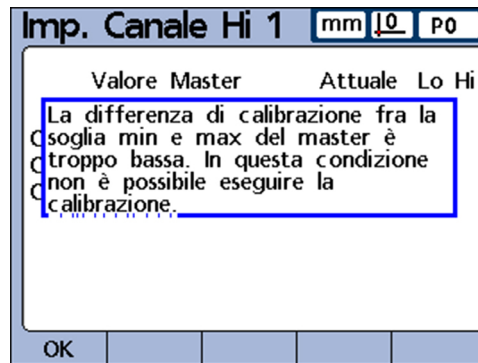 Imp. Canale Hi 1 mm 0 P0
Valore Master Attuale Lo Hi
La differenza di calibrazione fra la
soglia min e max del master è
troppo bassa. In questa condizione
non è possibile eseguire la
calibrazione.
OK